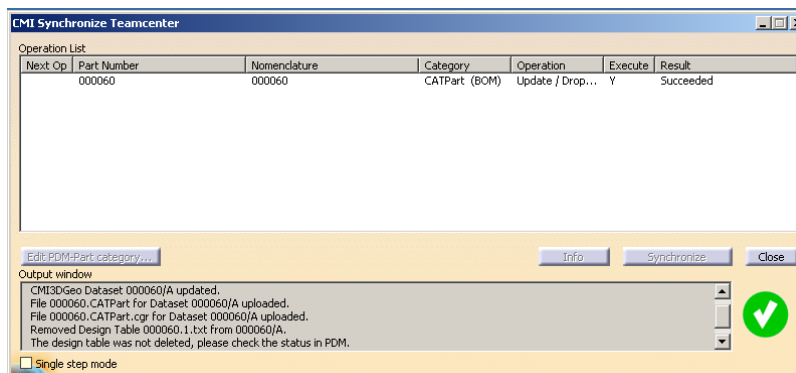 CMI Synchronize Teamcenter
Operation List
Next Op Part Number Nomenclature Category Operation Execute Result
000060 000060 CATPart (BOM) Update / Drop... Y Succeeded
Edit PDM-Part category... Info Synchronize Close
Output window
CMI3DGeo Dataset 000060/A updated.
File 000060.CATPart for Dataset 000060/A uploaded.
File 000060.CATPart.cgr for Dataset 000060/A uploaded.
Removed Design Table 000060.1.txt from 000060/A.
The design table was not deleted, please check the status in PDM.
Single step mode